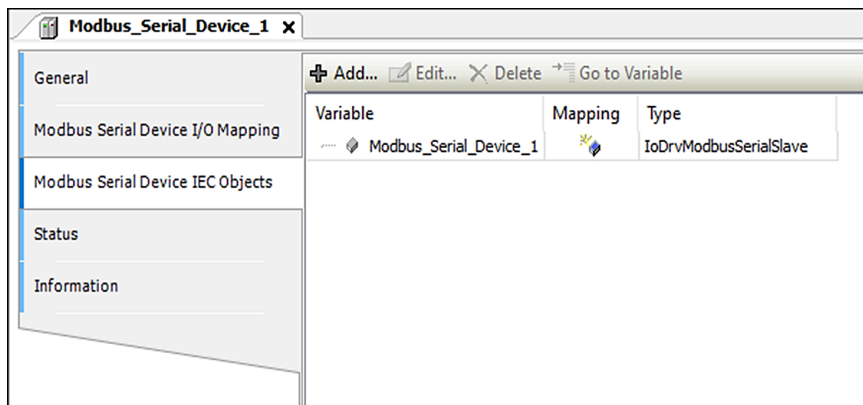 Modbus_Serial_Device_1
General
Modbus Serial Device I/O Mapping
Modbus Serial Device IEC Objects
Status
Information
Add... Edit... Delete Go to Variable
Variable Mapping Type
Modbus_Serial_Device_1 IoDrvModbusSerialSlave